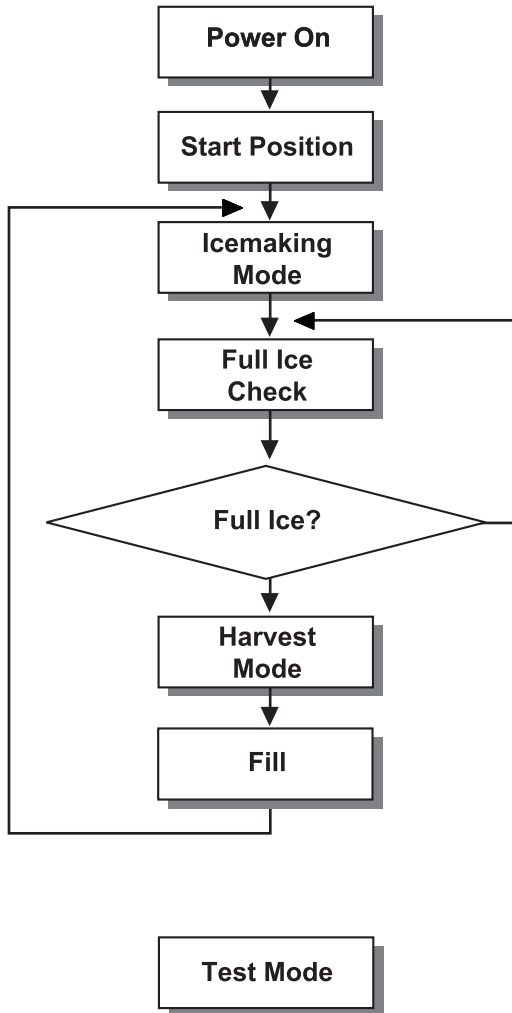 Power On
Start Position
Icemaking
Mode
Full Ice
Check
Full Ice?
Harvest
Mode
Fill
Test Mode